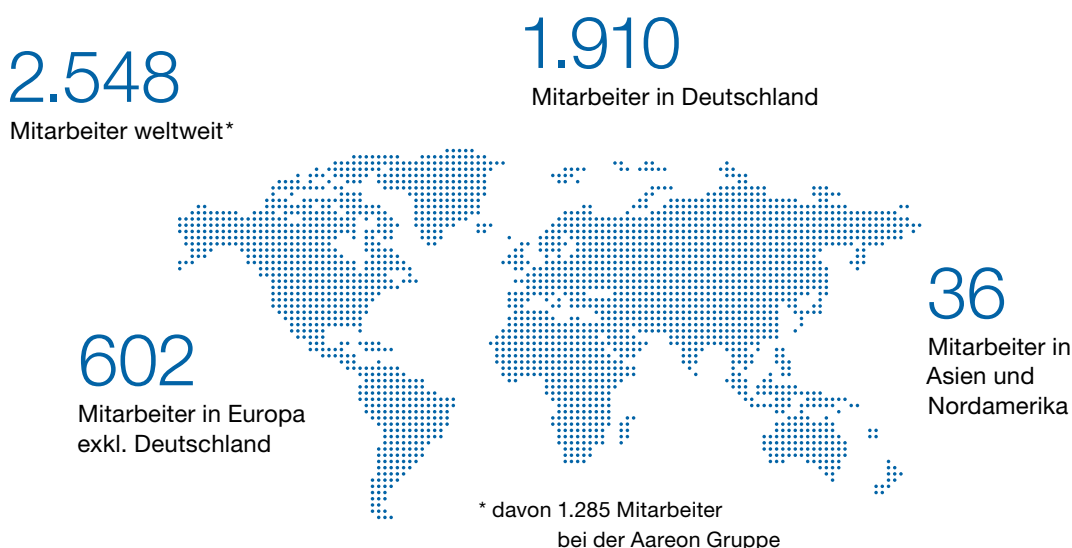 2.548
Mitarbeiter weltweit*
1.910
Mitarbeiter in Deutschland
602
Mitarbeiter in Europa
exkl. Deutschland
36
Mitarbeiter in
Asien und
Nordamerika
* davon 1.285 Mitarbeiter
bei der Aareon Gruppe